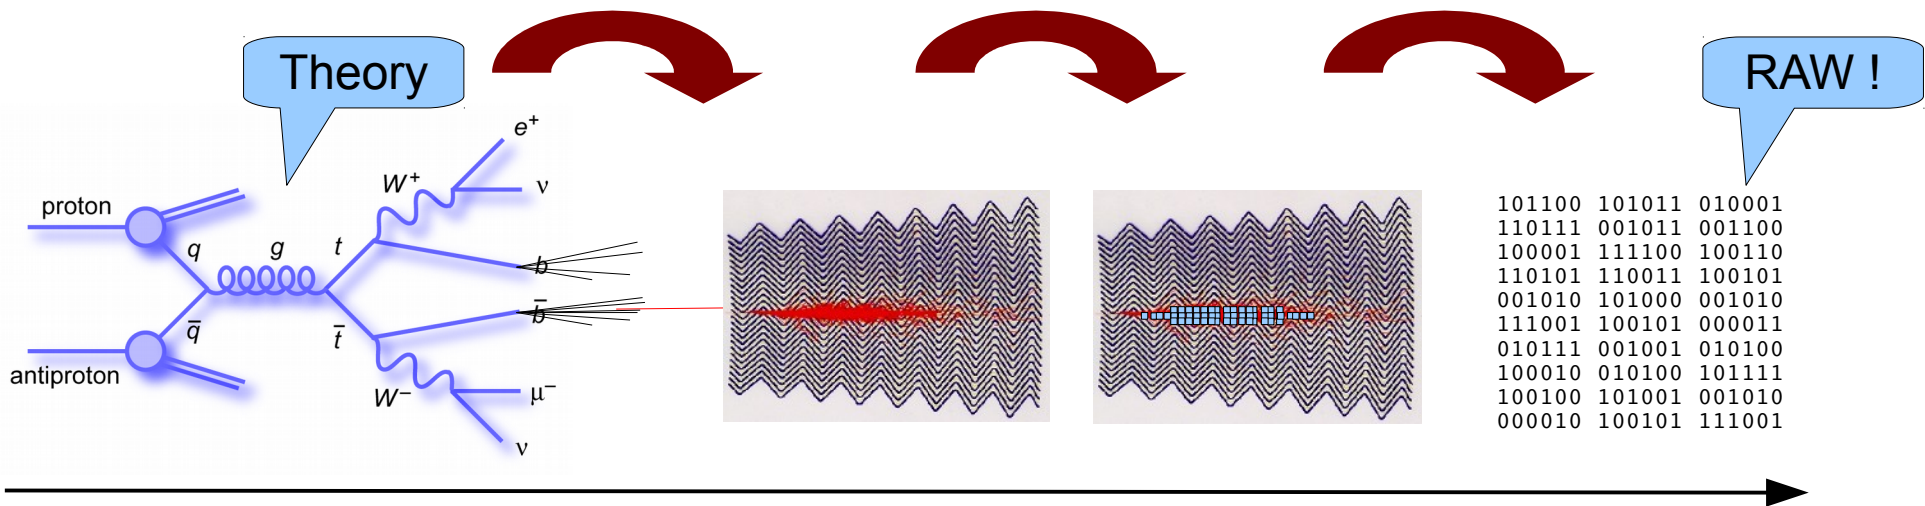 Theory
RAW !
e⁺
W⁺
ν
proton
q
g
t
b
q̄
t̄
b̄
antiproton
W⁻
μ⁻
ν
101100 101011 010001
110111 001011 001100
100001 111100 100110
110101 110011 100101
001010 101000 001010
111001 100101 000011
010111 001001 010100
100010 010100 101111
100100 101001 001010
000010 100101 111001